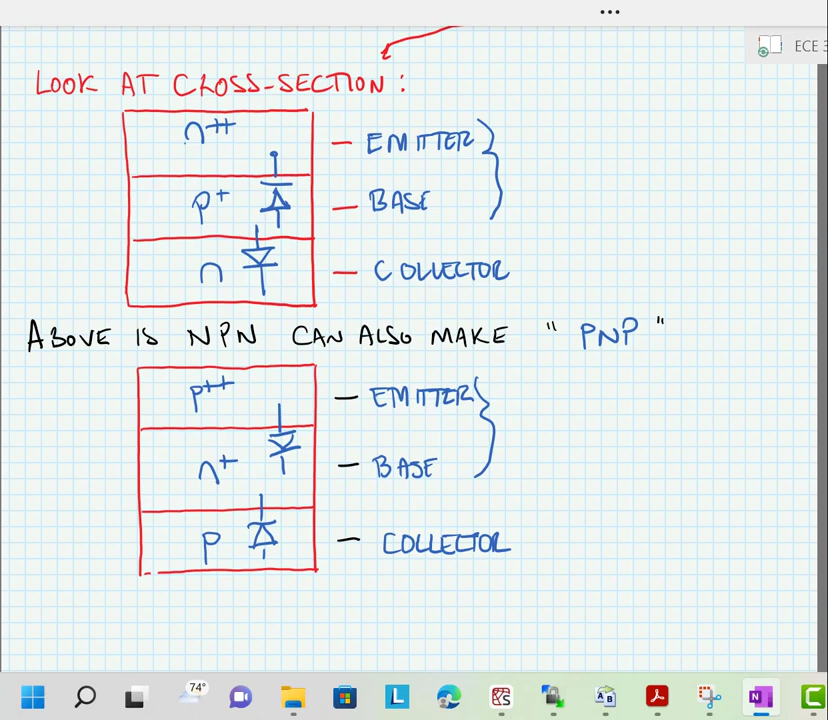 ECE 3
LOOK AT CROSS-SECTION:
n++ - EMITTER
p+ - BASE
n - COLLECTOR
ABOVE IS NPN CAN ALSO MAKE "PNP"
p++ - EMITTER
n+ - BASE
p - COLLECTOR
74°
L